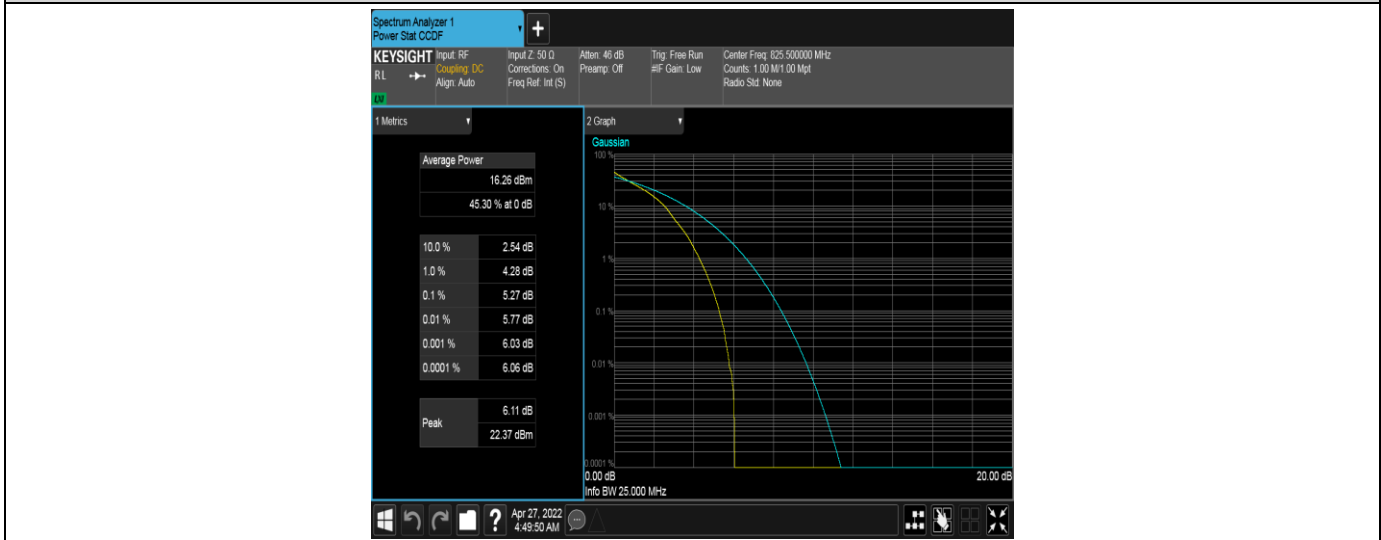 Spectrum Analyzer 1
Power Stat CCDF
+
KEYSIGHT
RL
Input: RF
Coupling: DC
Align: Auto
Input Z: 50 Ω
Corrections: On
Freq Ref: Int (S)
Atten: 46 dB
Preamp: Off
Trig: Free Run
#IF Gain: Low
Center Freq: 825.500000 MHz
Counts: 1.00 M/1.00 Mpt
Radio Std: None
1 Metrics
Average Power
16.26 dBm
45.30 % at 0 dB
10.0 % 2.54 dB
1.0 % 4.28 dB
0.1 % 5.27 dB
0.01 % 5.77 dB
0.001 % 6.03 dB
0.0001 % 6.06 dB
Peak
6.11 dB
22.37 dBm
2 Graph
Gaussian
100 %
10 %
1 %
0.1 %
0.01 %
0.001 %
0.0001 %
0.00 dB
20.00 dB
Info BW 25.000 MHz
?
Apr 27, 2022
4:49:50 AM